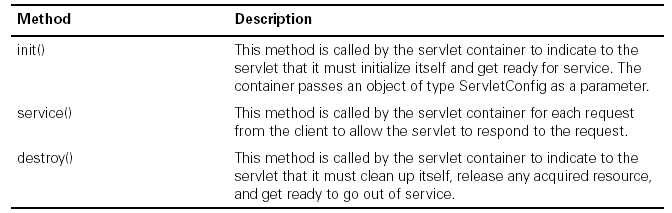 Method Description
init() This method is called by the servlet container to indicate to the
servlet that it must initialize itself and get ready for service. The
container passes an object of type ServletConfig as a parameter.
service() This method is called by the servlet container for each request
from the client to allow the servlet to respond to the request.
destroy() This method is called by the servlet container to indicate to the
servlet that it must clean up itself, release any acquired resource,
and get ready to go out of service.